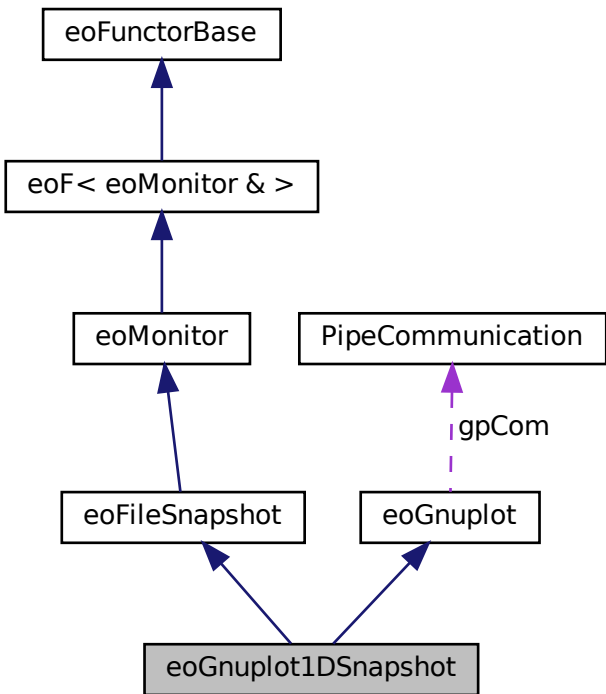 eoFunctorBase
eoF< eoMonitor & >
eoMonitor
PipeCommunication
gpCom
eoFileSnapshot
eoGnuplot
eoGnuplot1DSnapshot